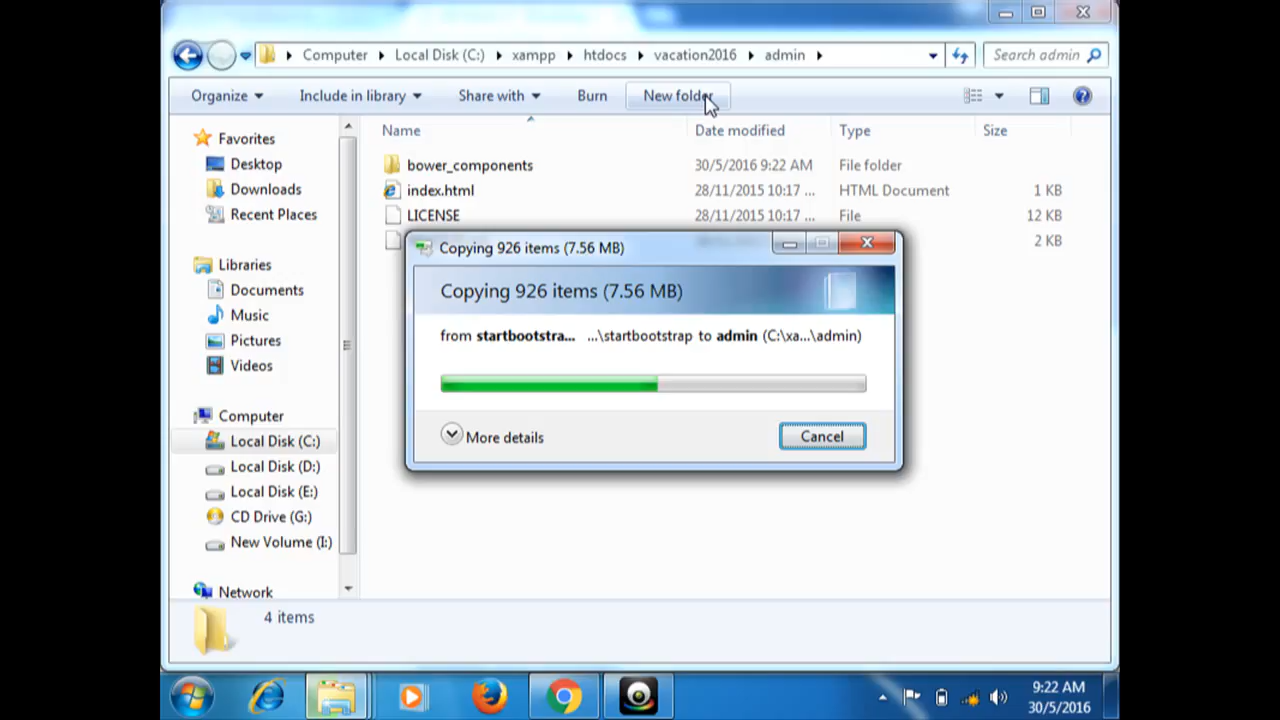 Computer
Local Disk (C:)
xampp
htdocs
vacation2016
admin
Search admin
Organize
Include in library
Share with
Burn
New folder
Name
Date modified
Type
Size
Favorites
Desktop
Downloads
Recent Places
Libraries
Documents
Music
Pictures
Videos
Computer
Local Disk (C:)
Local Disk (D:)
Local Disk (E:)
CD Drive (G:)
New Volume (I:)
Network
bower_components 30/5/2016 9:22 AM File folder
index.html 28/11/2015 10:17 ... HTML Document 1 KB
LICENSE 28/11/2015 10:17 ... File 12 KB
2 KB
Copying 926 items (7.56 MB)
Copying 926 items (7.56 MB)
from startbootstra... ...\startbootstrap to admin (C:\xa...\admin)
More details
Cancel
4 items
9:22 AM
30/5/2016